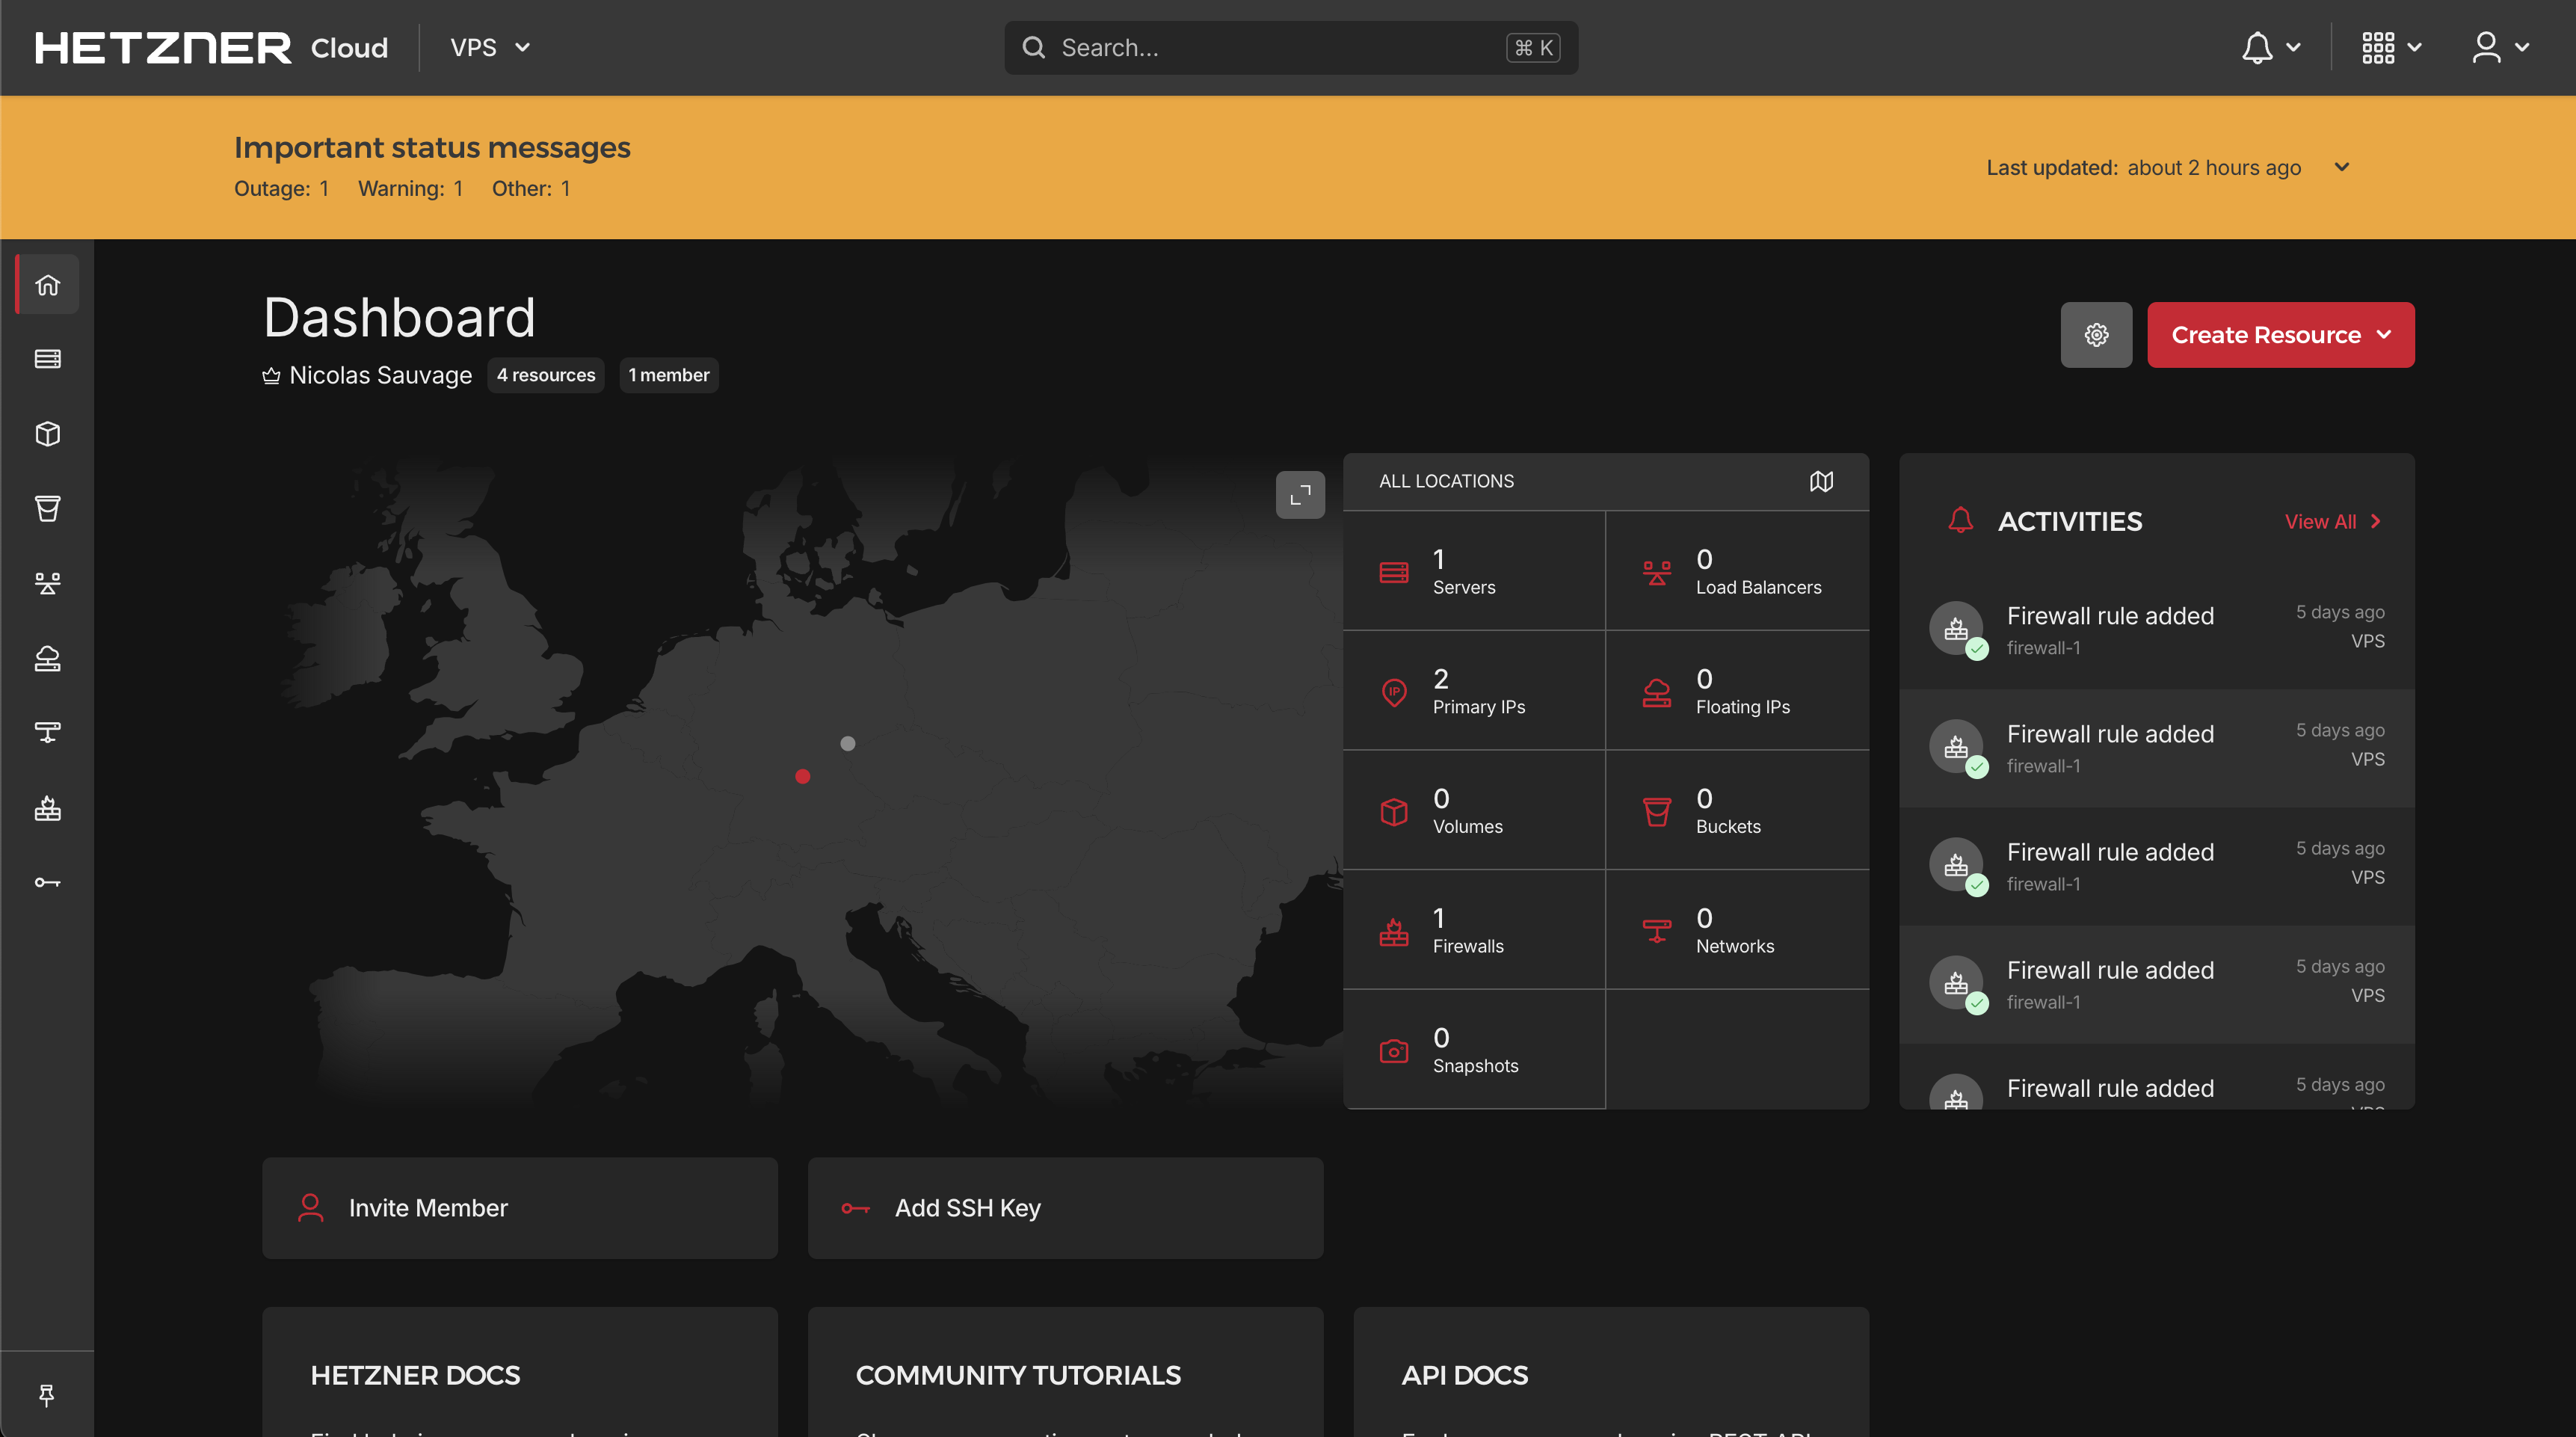 HETZNER Cloud
VPS
Search...
⌘ K
Important status messages
Outage: 1 Warning: 1 Other: 1
Last updated: about 2 hours ago
Dashboard
Nicolas Sauvage 4 resources 1 member
Create Resource
ALL LOCATIONS
1
Servers
0
Load Balancers
2
Primary IPs
IP
0
Floating IPs
0
Volumes
0
Buckets
1
Firewalls
0
Networks
0
Snapshots
ACTIVITIES
View All
Firewall rule added 5 days ago
firewall-1 VPS
Firewall rule added 5 days ago
firewall-1 VPS
Firewall rule added 5 days ago
firewall-1 VPS
Firewall rule added 5 days ago
firewall-1 VPS
Firewall rule added 5 days ago
Invite Member
Add SSH Key
HETZNER DOCS
COMMUNITY TUTORIALS
API DOCS